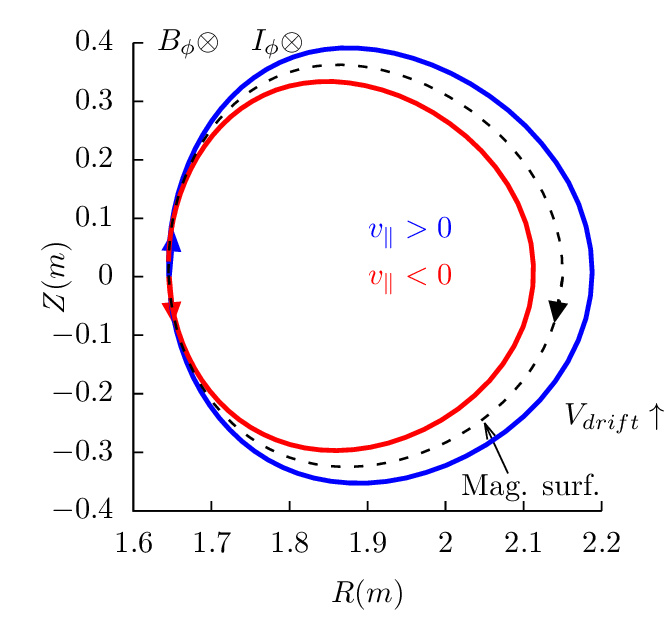 B_ϕ⊗ I_ϕ⊗
0.4
0.3
0.2
0.1
0
−0.1
−0.2
−0.3
−0.4
Z(m)
v_∥ > 0
v_∥ < 0
V_drift ↑
Mag. surf.
1.6 1.7 1.8 1.9 2 2.1 2.2
R(m)